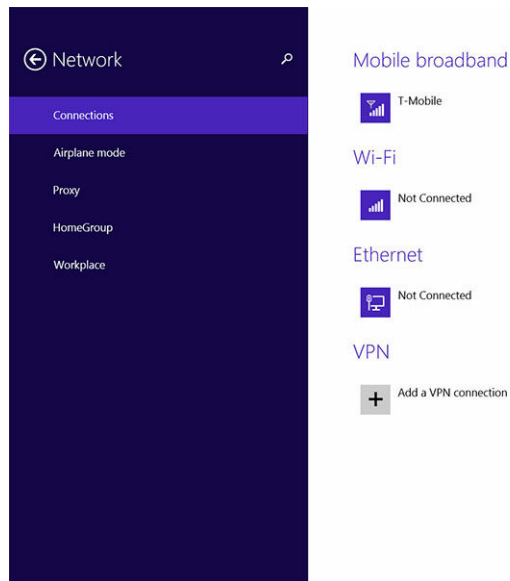 Network
Connections
Airplane mode
Proxy
HomeGroup
Workplace
Mobile broadband
T-Mobile
Wi-Fi
Not Connected
Ethernet
Not Connected
VPN
Add a VPN connection